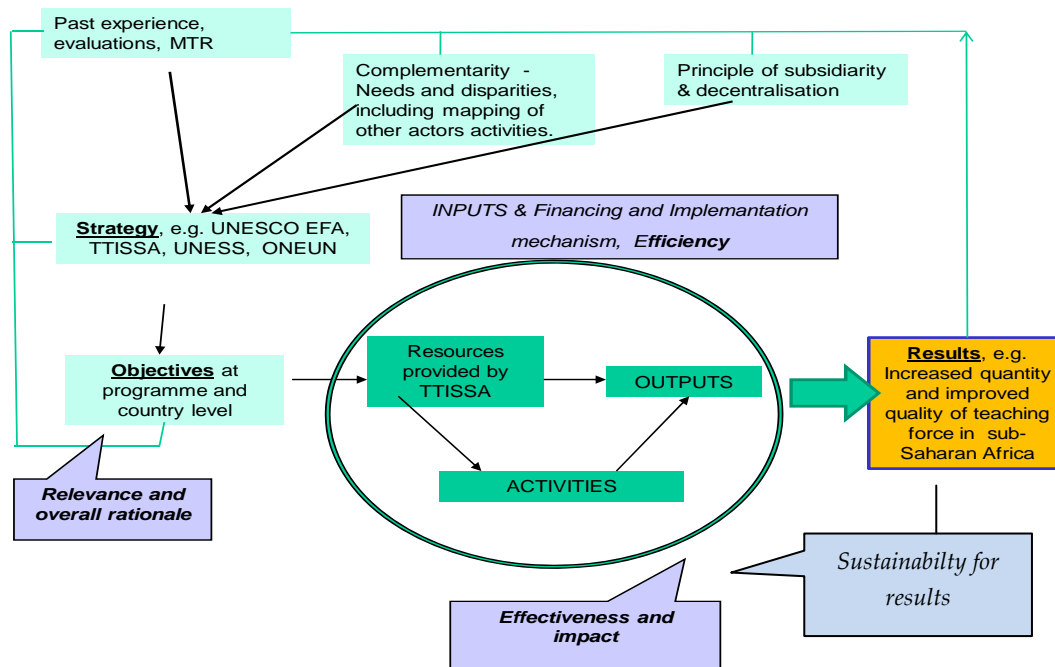 Past experience,
evaluations, MTR
Complementarity -
Needs and disparities,
including mapping of
other actors activities.
Principle of subsidiarity
& decentralisation
Strategy, e.g. UNESCO EFA,
TTISSA, UNESS, ONEUN
INPUTS & Financing and Implemantation
mechanism, Efficiency
Objectives at
programme and
country level
Resources
provided by
TTISSA
OUTPUTS
ACTIVITIES
Results, e.g.
Increased quantity
and improved
quality of teaching
force in sub-
Saharan Africa
Relevance and
overall rationale
Effectiveness and
impact
Sustainabilty for
results